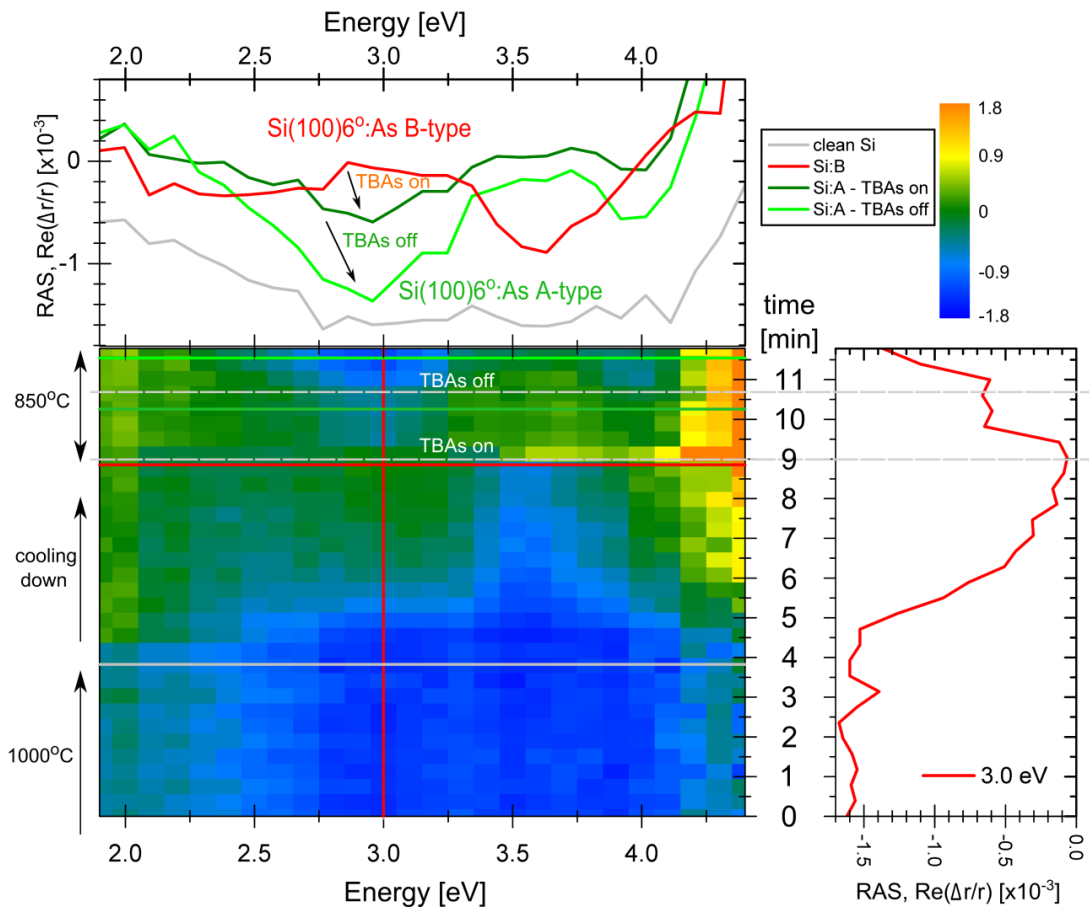 Energy [eV]
2.0 2.5 3.0 3.5 4.0
RAS, Re(Δr/r) [x10⁻³]
0
-1
Si(100)6°:As B-type
TBAs on
TBAs off
Si(100)6°:As A-type
clean Si
Si:B
Si:A - TBAs on
Si:A - TBAs off
1.8
0.9
0
-0.9
-1.8
time
[min]
850°C
cooling
down
1000°C
TBAs off
TBAs on
11
10
9
8
7
6
5
4
3
2
1
0
2.0 2.5 3.0 3.5 4.0
Energy [eV]
3.0 eV
-1.5 -1.0 -0.5 0.0
RAS, Re(Δr/r) [x10⁻³]